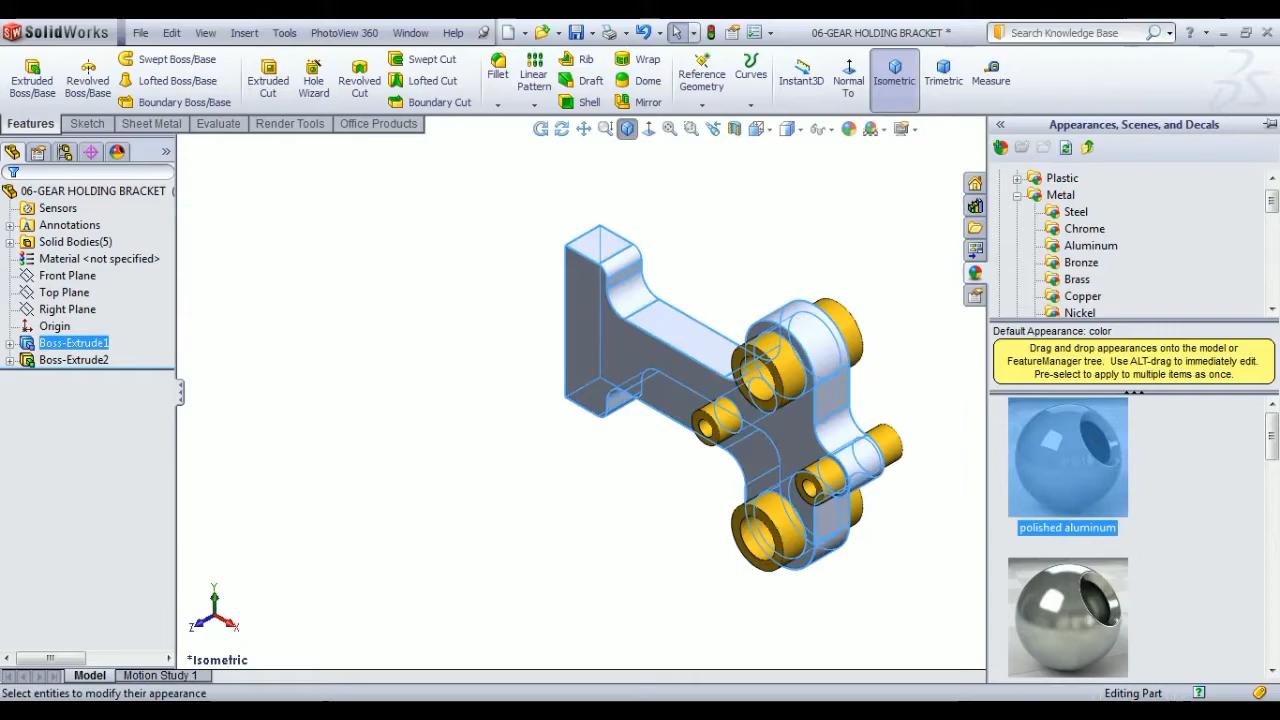 SolidWorks
File Edit View Insert Tools PhotoView 360 Window Help
06-GEAR HOLDING BRACKET *
Search Knowledge Base
Extruded Boss/Base
Revolved Boss/Base
Swept Boss/Base
Lofted Boss/Base
Boundary Boss/Base
Extruded Cut
Hole Wizard
Revolved Cut
Swept Cut
Lofted Cut
Boundary Cut
Fillet
Linear Pattern
Rib
Draft
Shell
Wrap
Dome
Mirror
Reference Geometry
Curves
Instant3D
Normal To
Isometric
Trimetric
Measure
Features Sketch Sheet Metal Evaluate Render Tools Office Products
06-GEAR HOLDING BRACKET (
Sensors
Annotations
Solid Bodies(5)
Material <not specified>
Front Plane
Top Plane
Right Plane
Origin
Boss-Extrude1
Boss-Extrude2
Y
Z
X
*Isometric
Appearances, Scenes, and Decals
Plastic
Metal
Steel
Chrome
Aluminum
Bronze
Brass
Copper
Nickel
Default Appearance: color
Drag and drop appearances onto the model or
FeatureManager tree. Use ALT-drag to immediately edit.
Pre-select to apply to multiple items as once.
polished aluminum
Model Motion Study 1
Select entities to modify their appearance
Editing Part